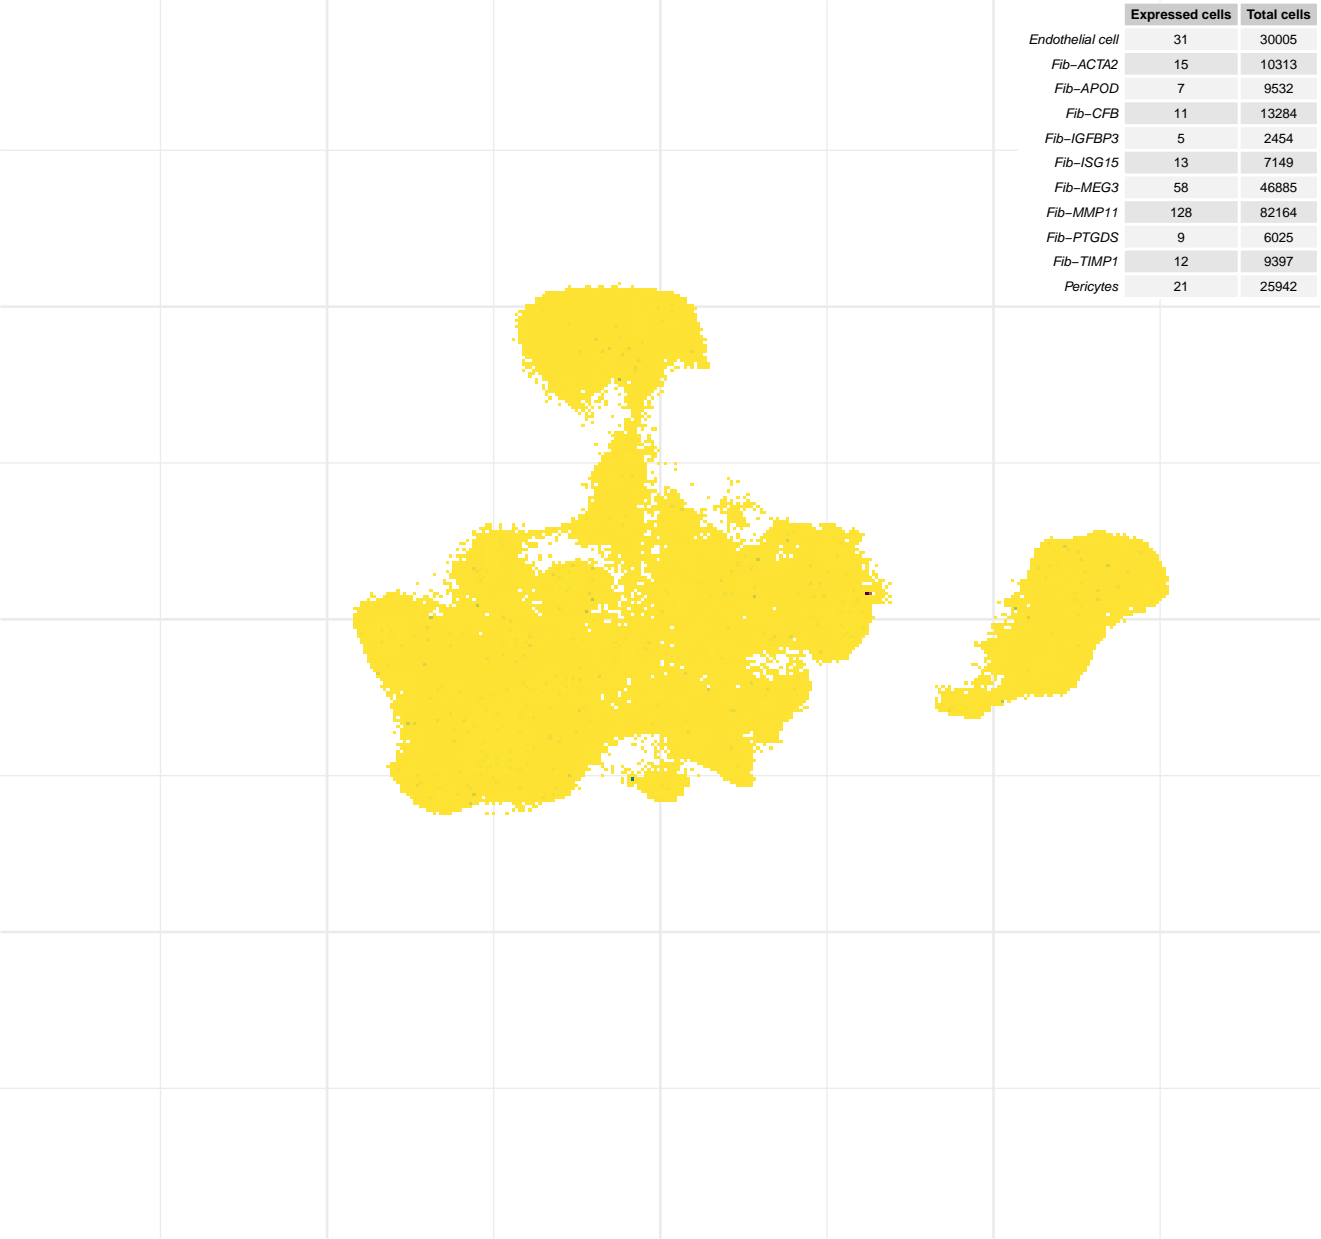 Expressed cells Total cells
Endothelial cell 31 30005
Fib−ACTA2 15 10313
Fib−APOD 7 9532
Fib−CFB 11 13284
Fib−IGFBP3 5 2454
Fib−ISG15 13 7149
Fib−MEG3 58 46885
Fib−MMP11 128 82164
Fib−PTGDS 9 6025
Fib−TIMP1 12 9397
Pericytes 21 25942